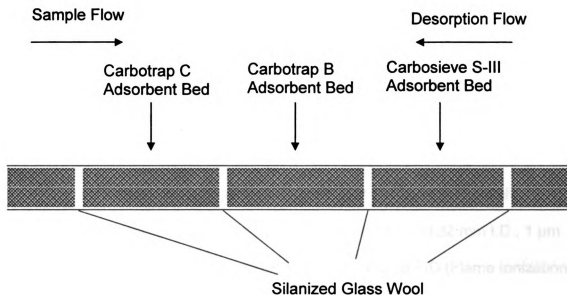 Sample Flow
Desorption Flow
Carbotrap C
Adsorbent Bed
Carbotrap B
Adsorbent Bed
Carbosieve S-III
Adsorbent Bed
Silanized Glass Wool